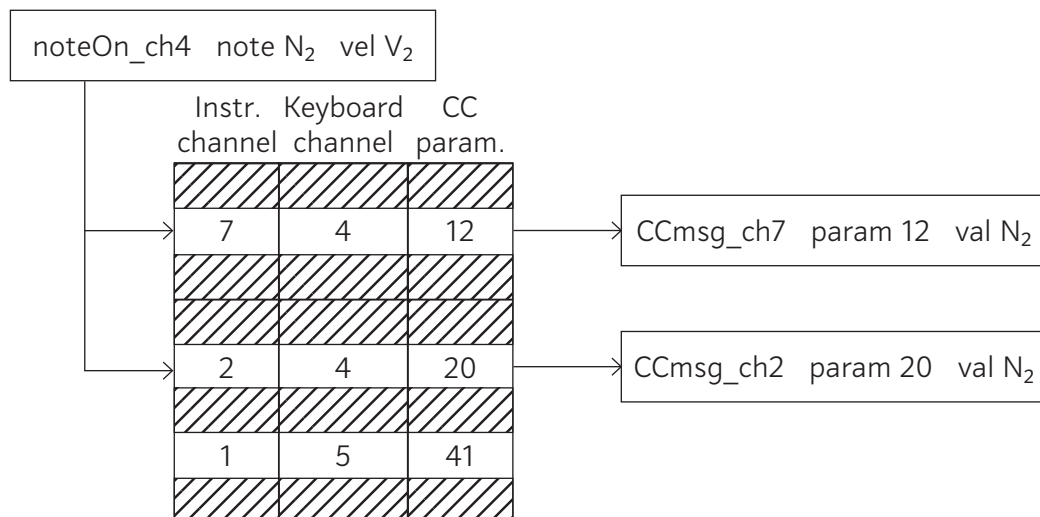 noteOn_ch4 note N₂ vel V₂
Instr. channel
Keyboard channel
CC param.
7 4 12
CCmsg_ch7 param 12 val N₂
2 4 20
CCmsg_ch2 param 20 val N₂
1 5 41